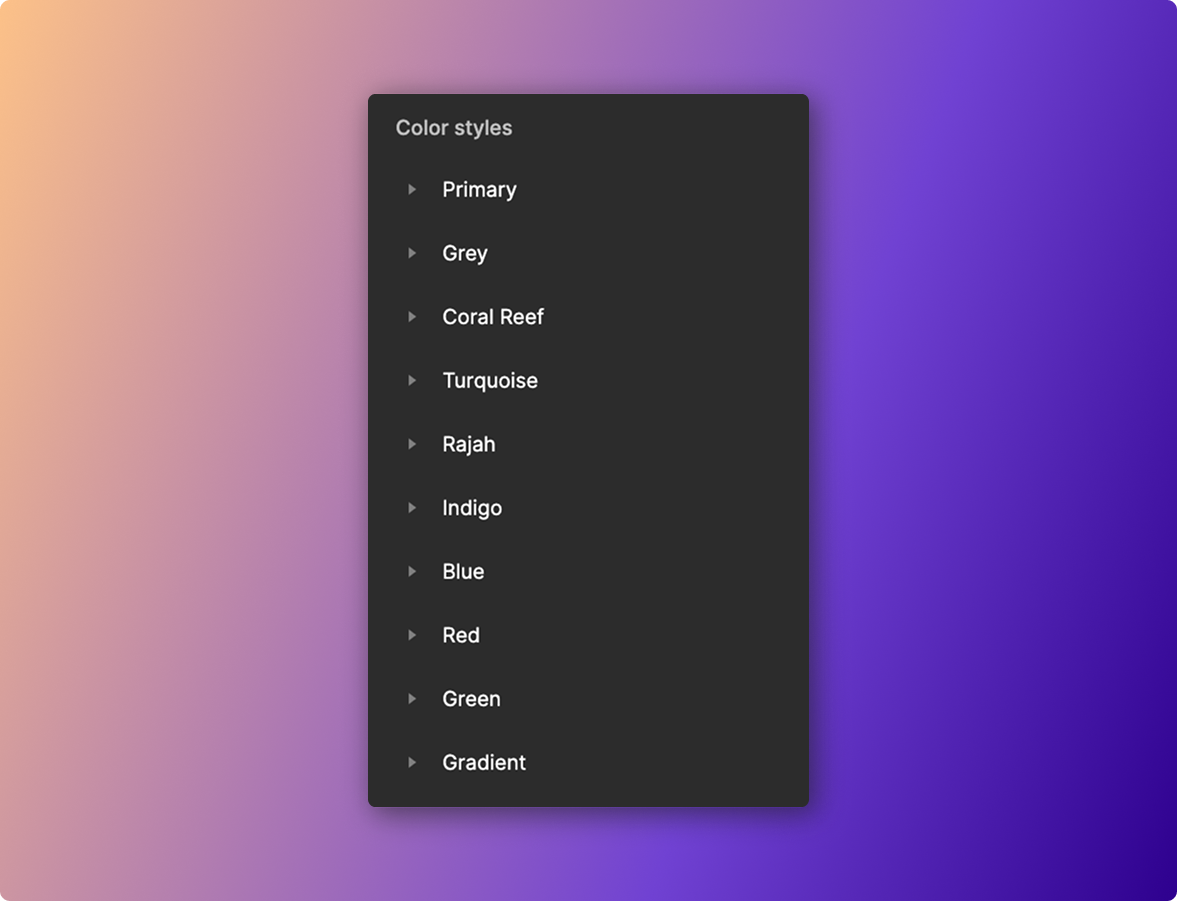 Color styles
Primary
Grey
Coral Reef
Turquoise
Rajah
Indigo
Blue
Red
Green
Gradient